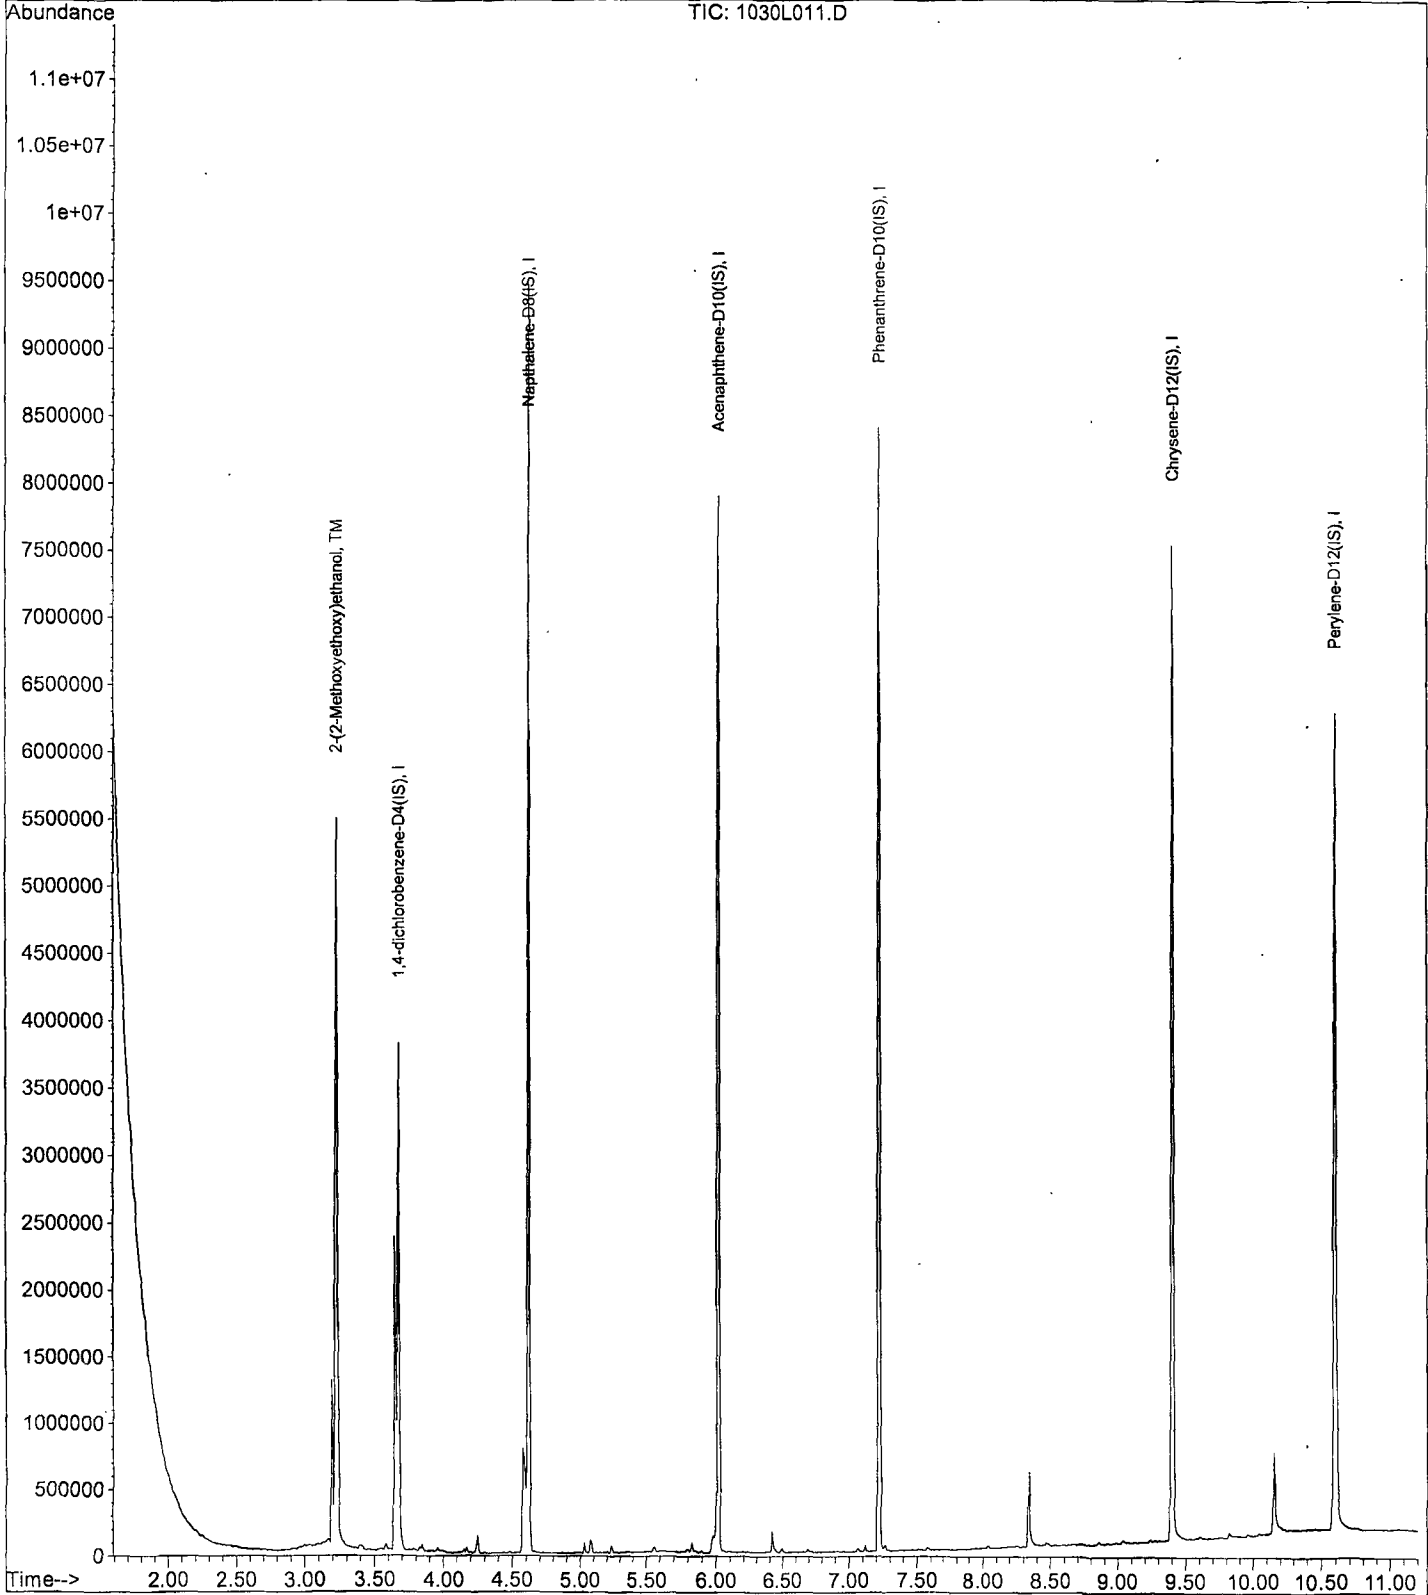 Abundance
TIC: 1030L011.D
1.1e+07
1.05e+07
1e+07
9500000
9000000
8500000
8000000
7500000
7000000
6500000
6000000
5500000
5000000
4500000
4000000
3500000
3000000
2500000
2000000
1500000
1000000
500000
0
2-(2-Methoxyethoxy)ethanol, TM
1,4-dichlorobenzene-D4(IS), I
Napthalene-D8(IS), I
Acenaphthene-D10(IS), I
Phenanthrene-D10(IS), I
Chrysene-D12(IS), I
Perylene-D12(IS), I
Time--> 2.00 2.50 3.00 3.50 4.00 4.50 5.00 5.50 6.00 6.50 7.00 7.50 8.00 8.50 9.00 9.50 10.00 10.50 11.00